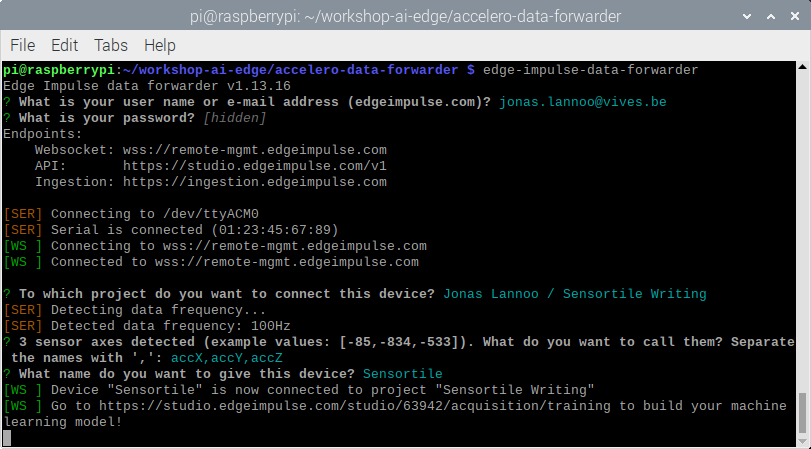 pi@raspberrypi: ~/workshop-ai-edge/accelero-data-forwarder
File Edit Tabs Help
pi@raspberrypi:~/workshop-ai-edge/accelero-data-forwarder $ edge-impulse-data-forwarder
Edge Impulse data forwarder v1.13.16
? What is your user name or e-mail address (edgeimpulse.com)? jonas.lannoo@vives.be
? What is your password? [hidden]
Endpoints:
    Websocket: wss://remote-mgmt.edgeimpulse.com
    API:       https://studio.edgeimpulse.com/v1
    Ingestion: https://ingestion.edgeimpulse.com
[SER] Connecting to /dev/ttyACM0
[SER] Serial is connected (01:23:45:67:89)
[WS ] Connecting to wss://remote-mgmt.edgeimpulse.com
[WS ] Connected to wss://remote-mgmt.edgeimpulse.com
? To which project do you want to connect this device? Jonas Lannoo / Sensortile Writing
[SER] Detecting data frequency...
[SER] Detected data frequency: 100Hz
? 3 sensor axes detected (example values: [-85,-834,-533]). What do you want to call them? Separate
 the names with ',': accX,accY,accZ
? What name do you want to give this device? Sensortile
[WS ] Device "Sensortile" is now connected to project "Sensortile Writing"
[WS ] Go to https://studio.edgeimpulse.com/studio/63942/acquisition/training to build your machine
learning model!